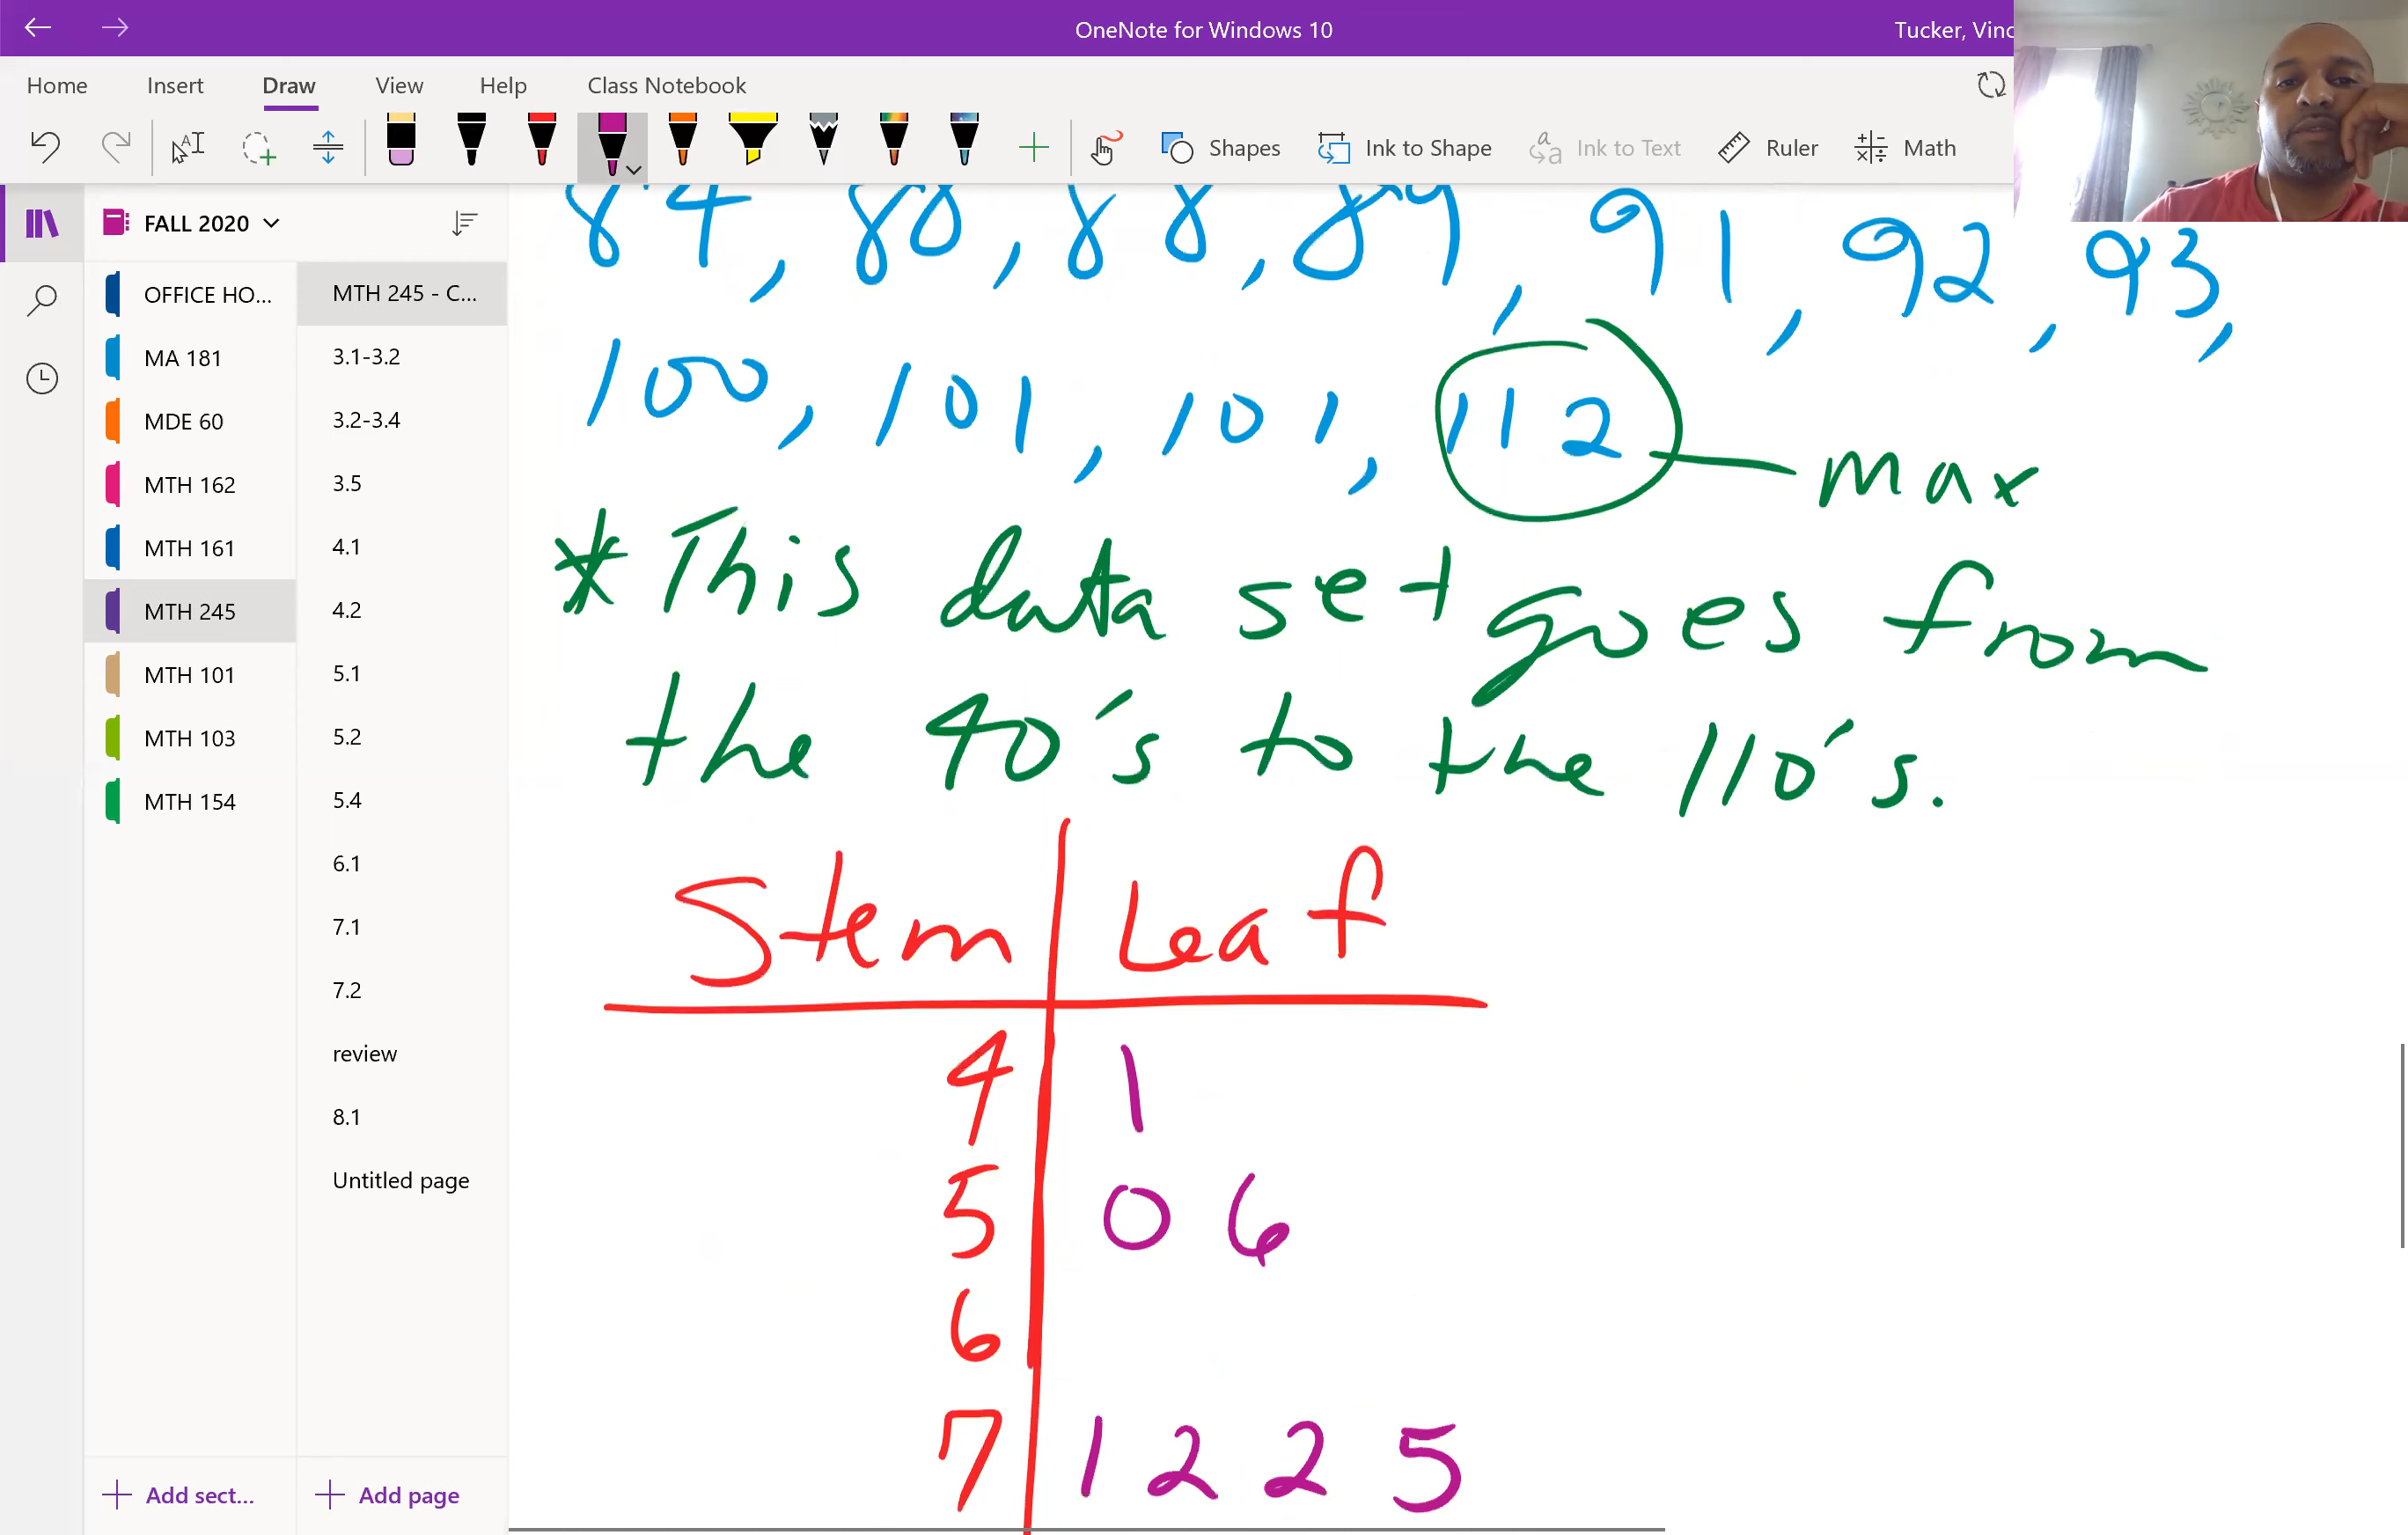 OneNote for Windows 10
Tucker, Vinc
Home Insert Draw View Help Class Notebook
Shapes Ink to Shape Ink to Text Ruler Math
FALL 2020
OFFICE HO...
MA 181
MDE 60
MTH 162
MTH 161
MTH 245
MTH 101
MTH 103
MTH 154
Add sect...
MTH 245 - C...
3.1-3.2
3.2-3.4
3.5
4.1
4.2
5.1
5.2
5.4
6.1
7.1
7.2
review
8.1
Untitled page
Add page
84, 88, 88, 89, 91, 92, 93,
100, 101, 101, 112 max
*This data set goes from
the 40's to the 110's.
Stem Leaf
4 1
5 0 6
6
7 1 2 2 5